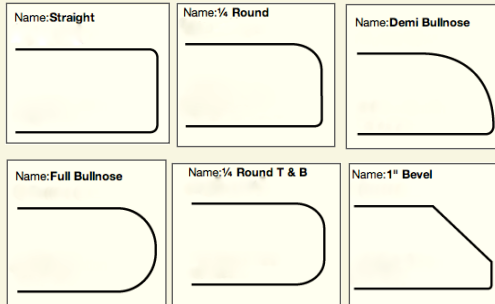 Name:Straight
Name:¼ Round
Name:Demi Bullnose
Name:Full Bullnose
Name:¼ Round T & B
Name:1" Bevel